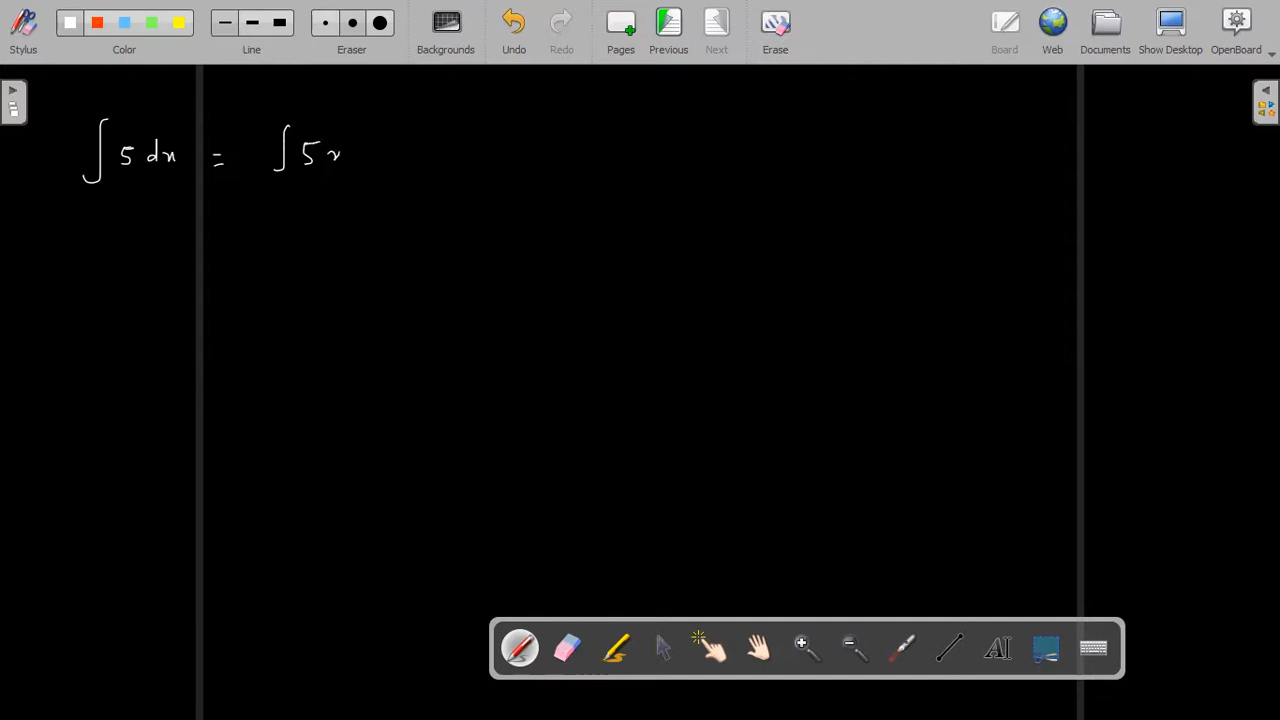 Stylus Color Line Eraser Backgrounds Undo Redo Pages Previous Next Erase Board Web Documents Show Desktop OpenBoard
∫ 5 dx = ∫ 5 x
AI